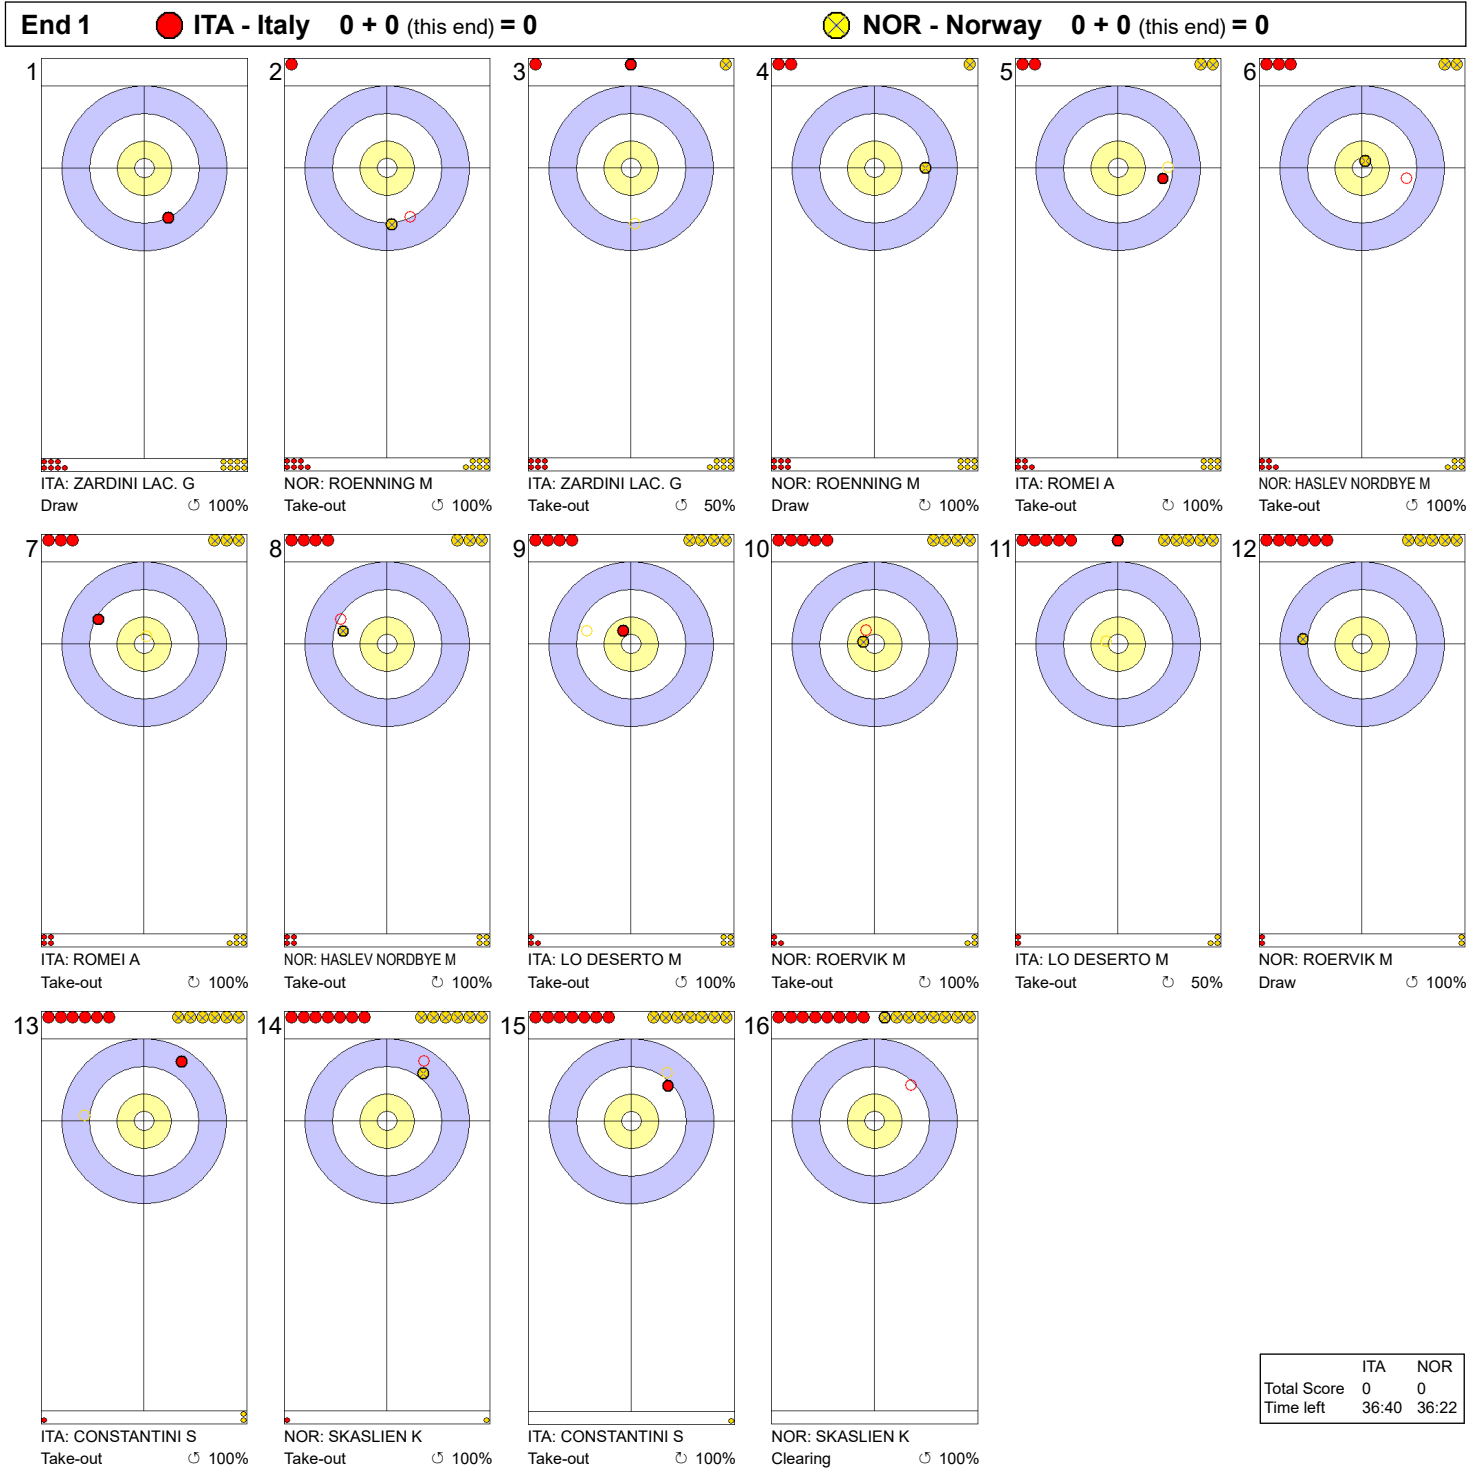 End 1 ITA - Italy 0 + 0 (this end) = 0 NOR - Norway 0 + 0 (this end) = 0
1
ITA: ZARDINI LAC. G
Draw ↺ 100%
2
NOR: ROENNING M
Take-out ↺ 100%
3
ITA: ZARDINI LAC. G
Take-out ↺ 50%
4
NOR: ROENNING M
Draw ↻ 100%
5
ITA: ROMEI A
Take-out ↻ 100%
6
NOR: HASLEV NORDBYE M
Take-out ↻ 100%
7
ITA: ROMEI A
Take-out ↻ 100%
8
NOR: HASLEV NORDBYE M
Take-out ↻ 100%
9
ITA: LO DESERTO M
Take-out ↻ 100%
10
NOR: ROERVIK M
Take-out ↻ 100%
11
ITA: LO DESERTO M
Take-out ↻ 50%
12
NOR: ROERVIK M
Draw ↻ 100%
13
ITA: CONSTANTINI S
Take-out ↺ 100%
14
NOR: SKASLIEN K
Take-out ↺ 100%
15
ITA: CONSTANTINI S
Take-out ↻ 100%
16
NOR: SKASLIEN K
Clearing ↻ 100%
ITA NOR
Total Score 0 0
Time left 36:40 36:22